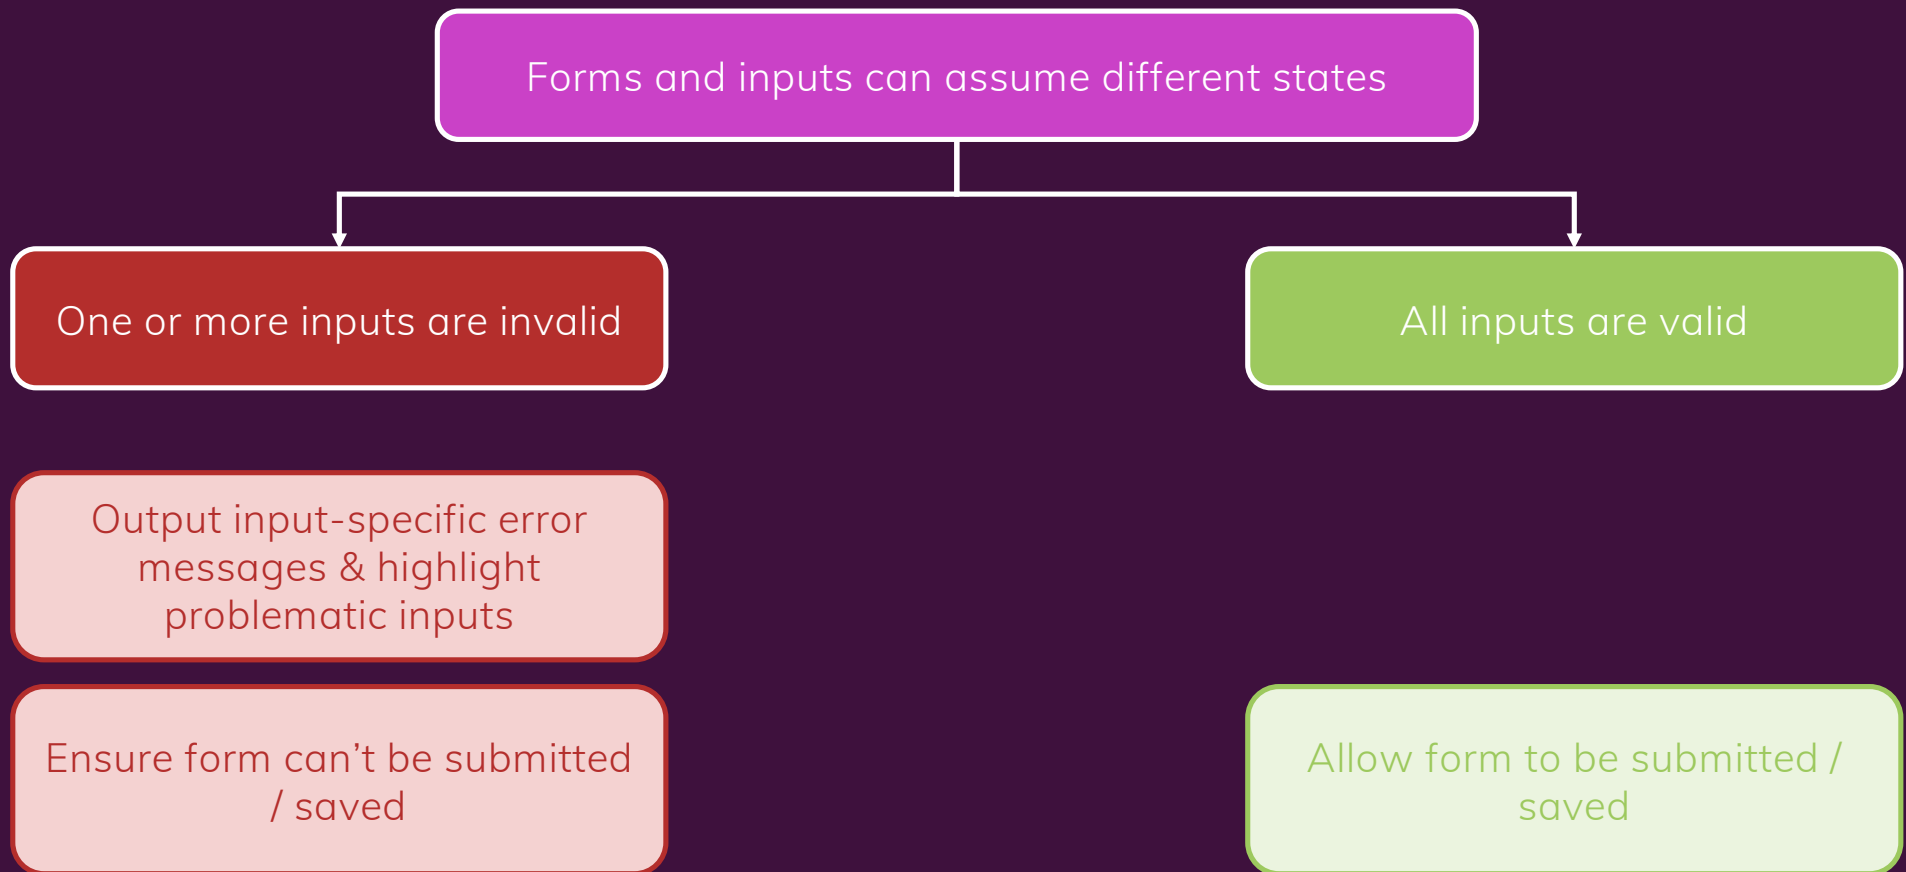 Forms and inputs can assume different states
One or more inputs are invalid
All inputs are valid
Output input-specific error
messages & highlight
problematic inputs
Ensure form can’t be submitted
/ saved
Allow form to be submitted /
saved